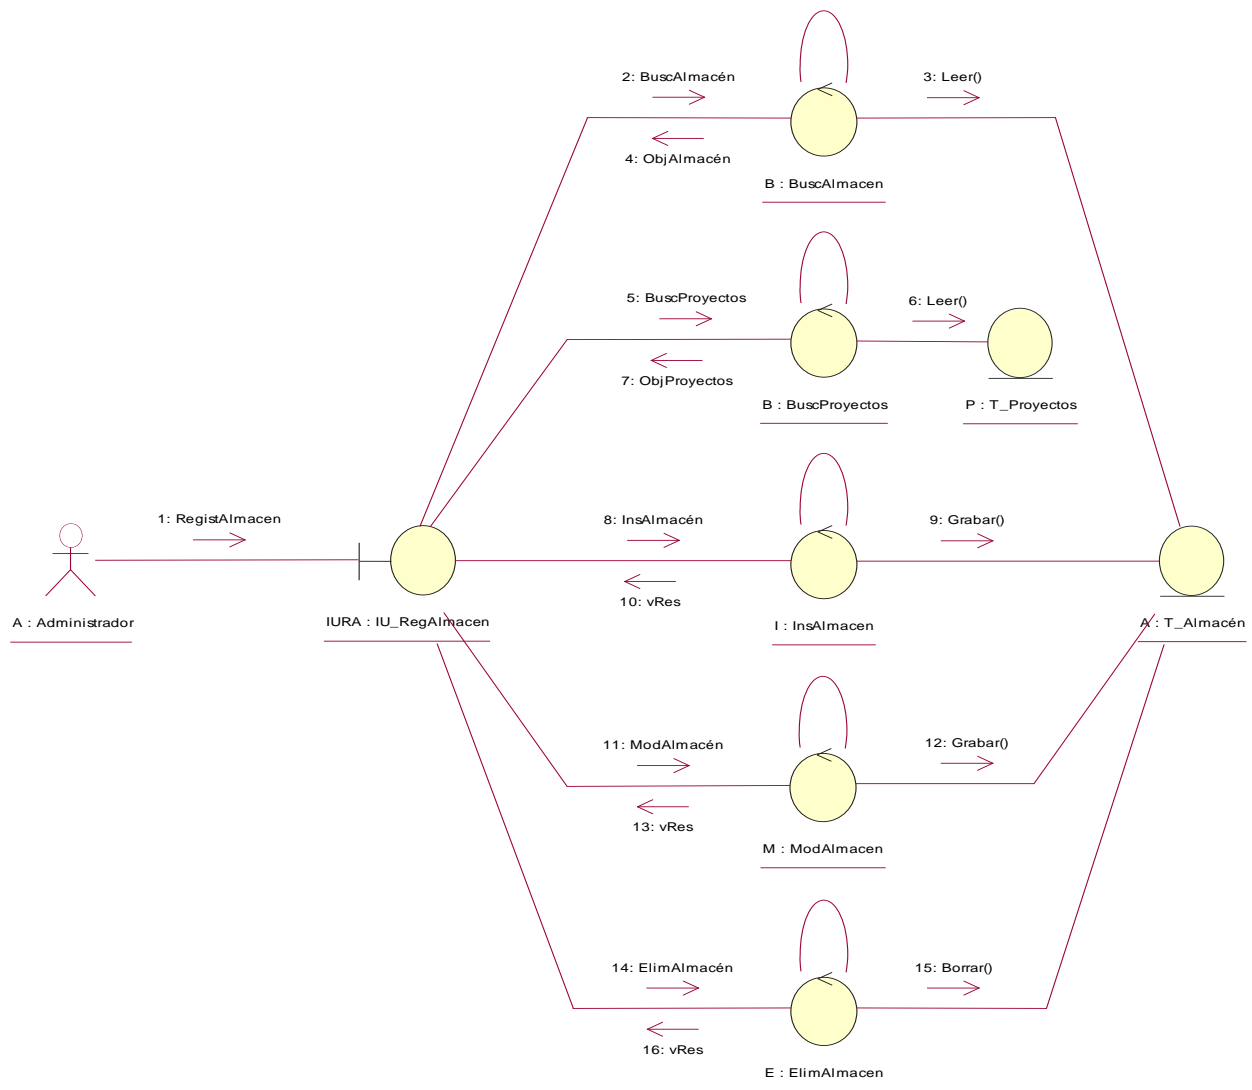 2: BuscAlmacén
3: Leer()
4: ObjAlmacén
B : BuscAlmacen
5: BuscProyectos
6: Leer()
7: ObjProyectos
B : BuscProyectos
P : T_Proyectos
1: RegistAlmacen
8: InsAlmacén
9: Grabar()
10: vRes
A : Administrador
IURA : IU_RegAlmacen
I : InsAlmacen
A : T_Almacén
11: ModAlmacén
12: Grabar()
13: vRes
M : ModAlmacen
14: ElimAlmacén
15: Borrar()
16: vRes
E : ElimAlmacen